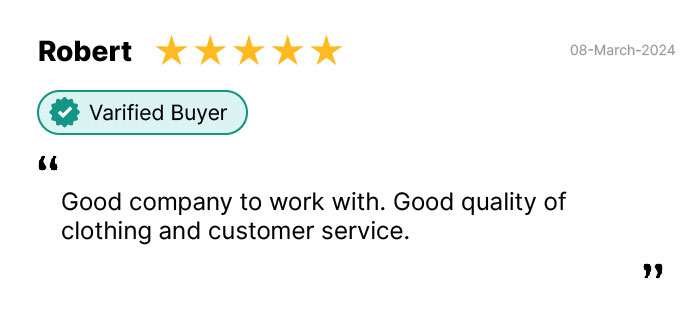 Robert 08-March-2024
Varified Buyer
“
Good company to work with. Good quality of
clothing and customer service.
”